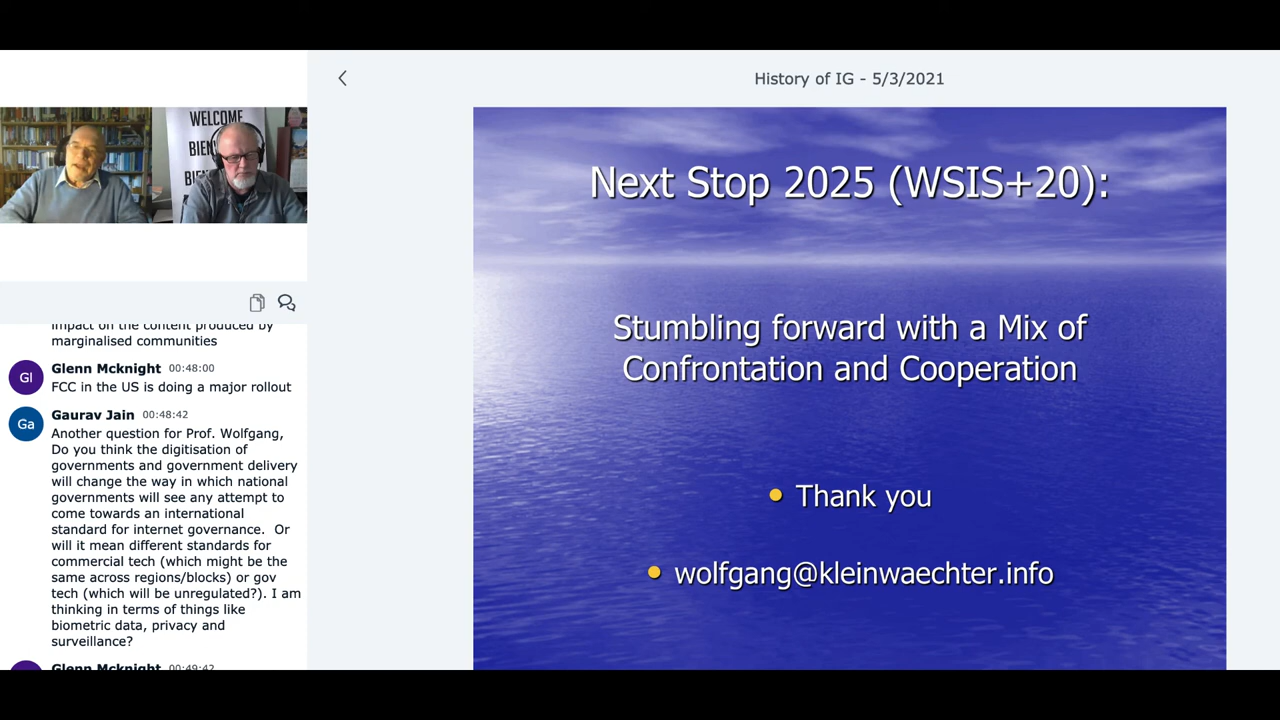 History of IG - 5/3/2021
WELCOME
Next Stop 2025 (WSIS+20):
Stumbling forward with a Mix of
Confrontation and Cooperation
Thank you
wolfgang@kleinwaechter.info
impact on the content produced by
marginalised communities
Gl
Glenn Mcknight 00:48:00
FCC in the US is doing a major rollout
Ga
Gaurav Jain 00:48:42
Another question for Prof. Wolfgang,
Do you think the digitisation of
governments and government delivery
will change the way in which national
governments will see any attempt to
come towards an international
standard for internet governance.  Or
will it mean different standards for
commercial tech (which might be the
same across regions/blocks) or gov
tech (which will be unregulated?). I am
thinking in terms of things like
biometric data, privacy and
surveillance?
Glenn Mcknight 00:49:42